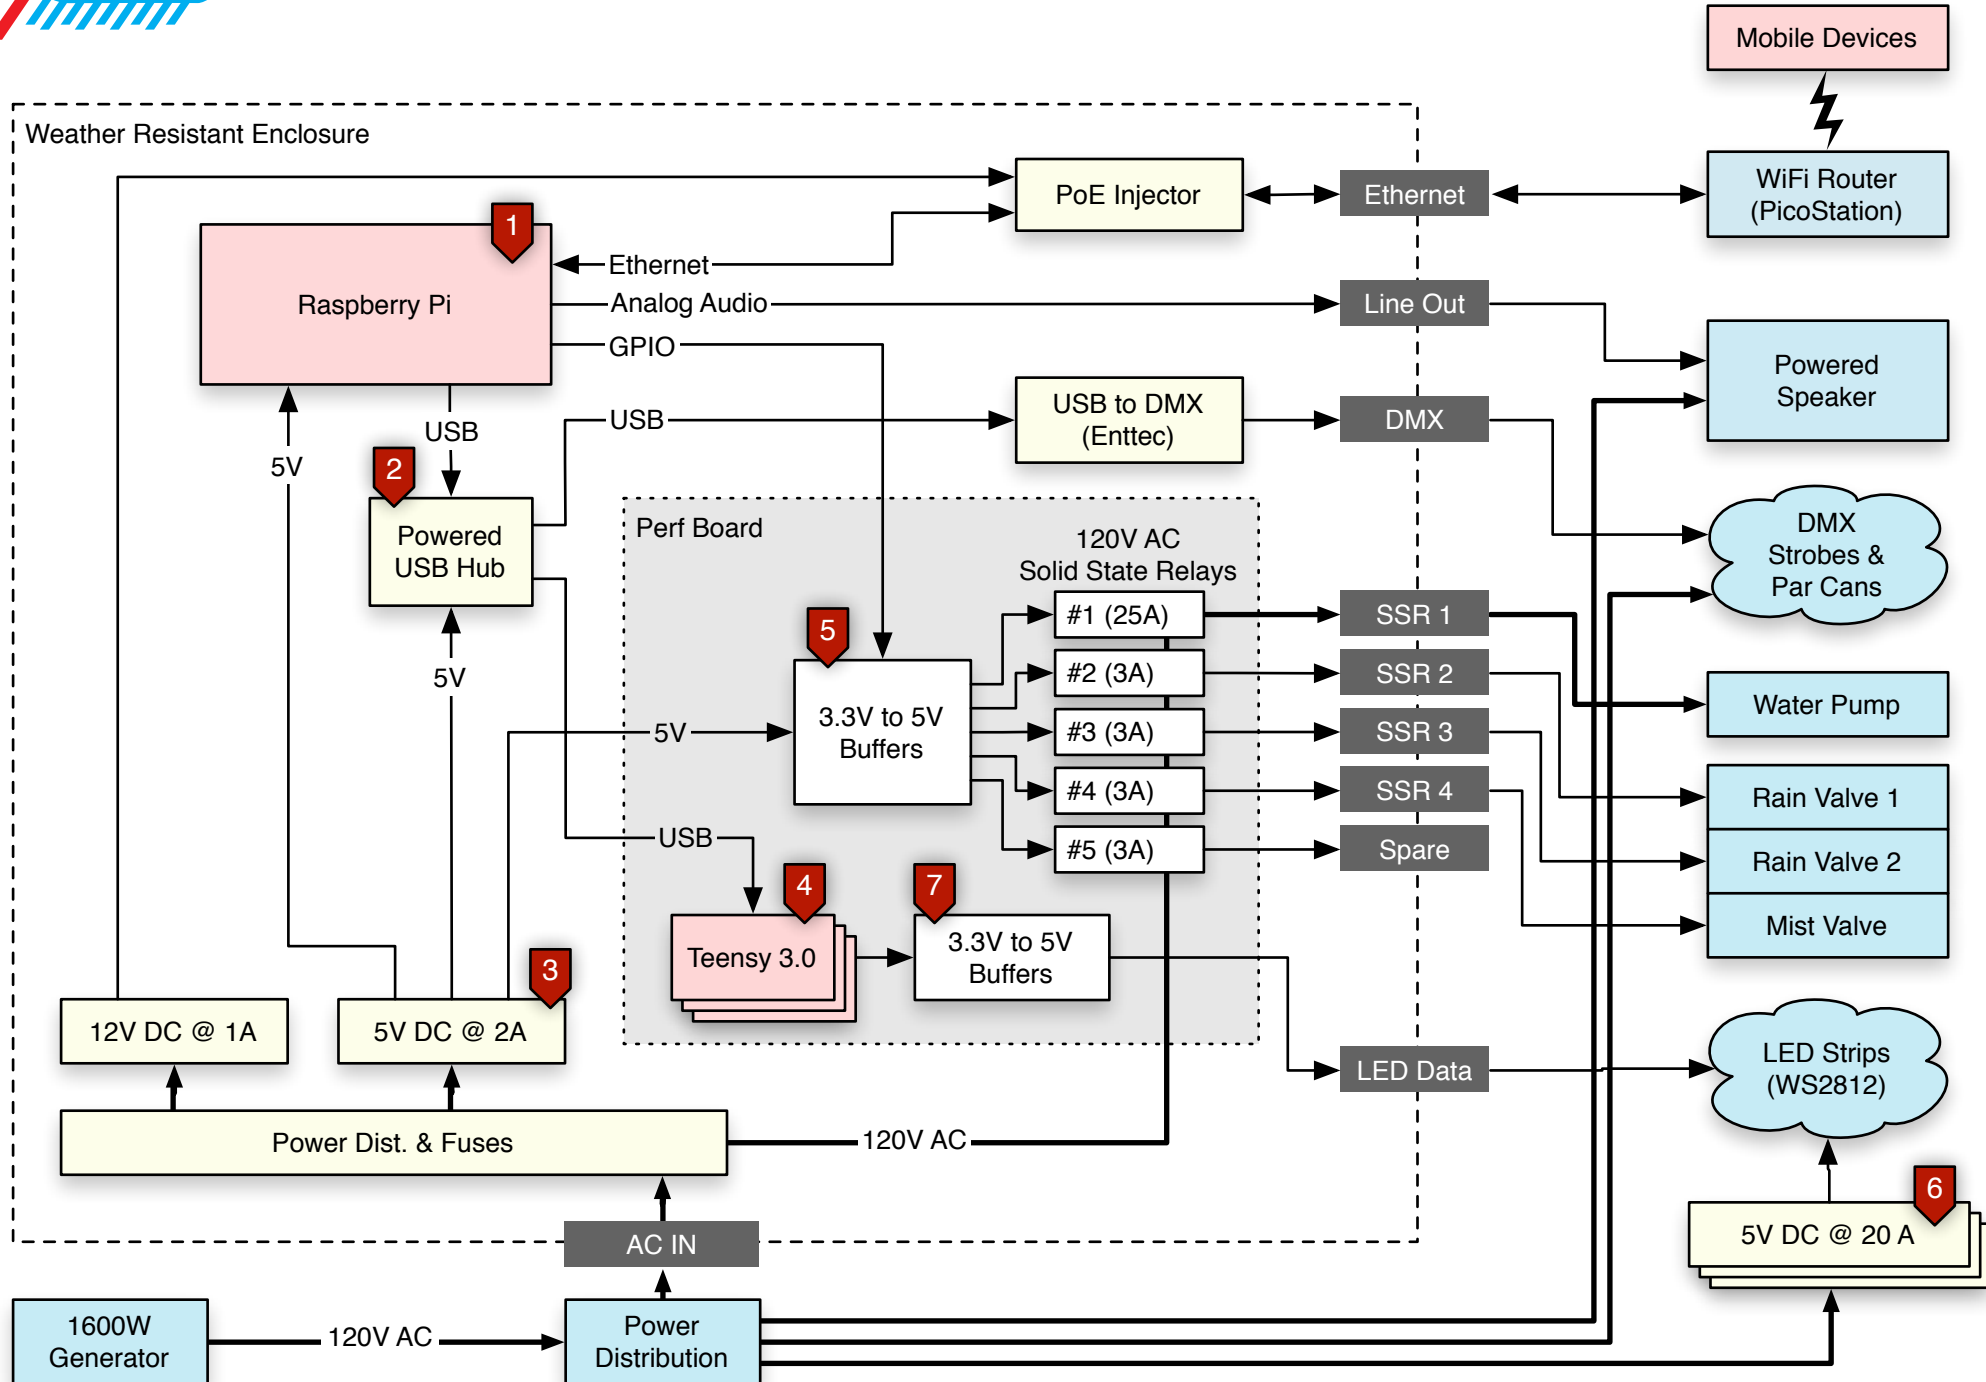 Mobile Devices
Weather Resistant Enclosure
PoE Injector
Ethernet
WiFi Router
(PicoStation)
1
Raspberry Pi
Ethernet
Analog Audio
GPIO
Line Out
Powered
Speaker
USB
5V
2
Powered
USB Hub
USB
USB to DMX
(Enttec)
DMX
DMX
Strobes &
Par Cans
Perf Board
120V AC
Solid State Relays
5
3.3V to 5V
Buffers
#1 (25A)
#2 (3A)
#3 (3A)
#4 (3A)
#5 (3A)
SSR 1
SSR 2
SSR 3
SSR 4
Spare
Water Pump
Rain Valve 1
Rain Valve 2
Mist Valve
5V
5V
USB
4
Teensy 3.0
7
3.3V to 5V
Buffers
3
12V DC @ 1A
5V DC @ 2A
LED Data
LED Strips
(WS2812)
Power Dist. & Fuses
120V AC
6
5V DC @ 20 A
AC IN
1600W
Generator
120V AC
Power
Distribution